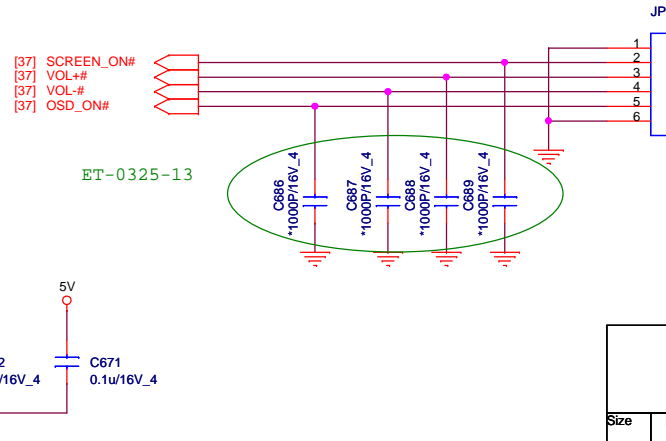 JP
[37] SCREEN_ON#
[37] VOL+#
[37] VOL-#
[37] OSD_ON#
1
2
3
4
5
6
ET-0325-13
C686
*1000P/16V_4
C687
*1000P/16V_4
C688
*1000P/16V_4
C689
*1000P/16V_4
5V
2
/16V_4
C671
0.1u/16V_4
Size